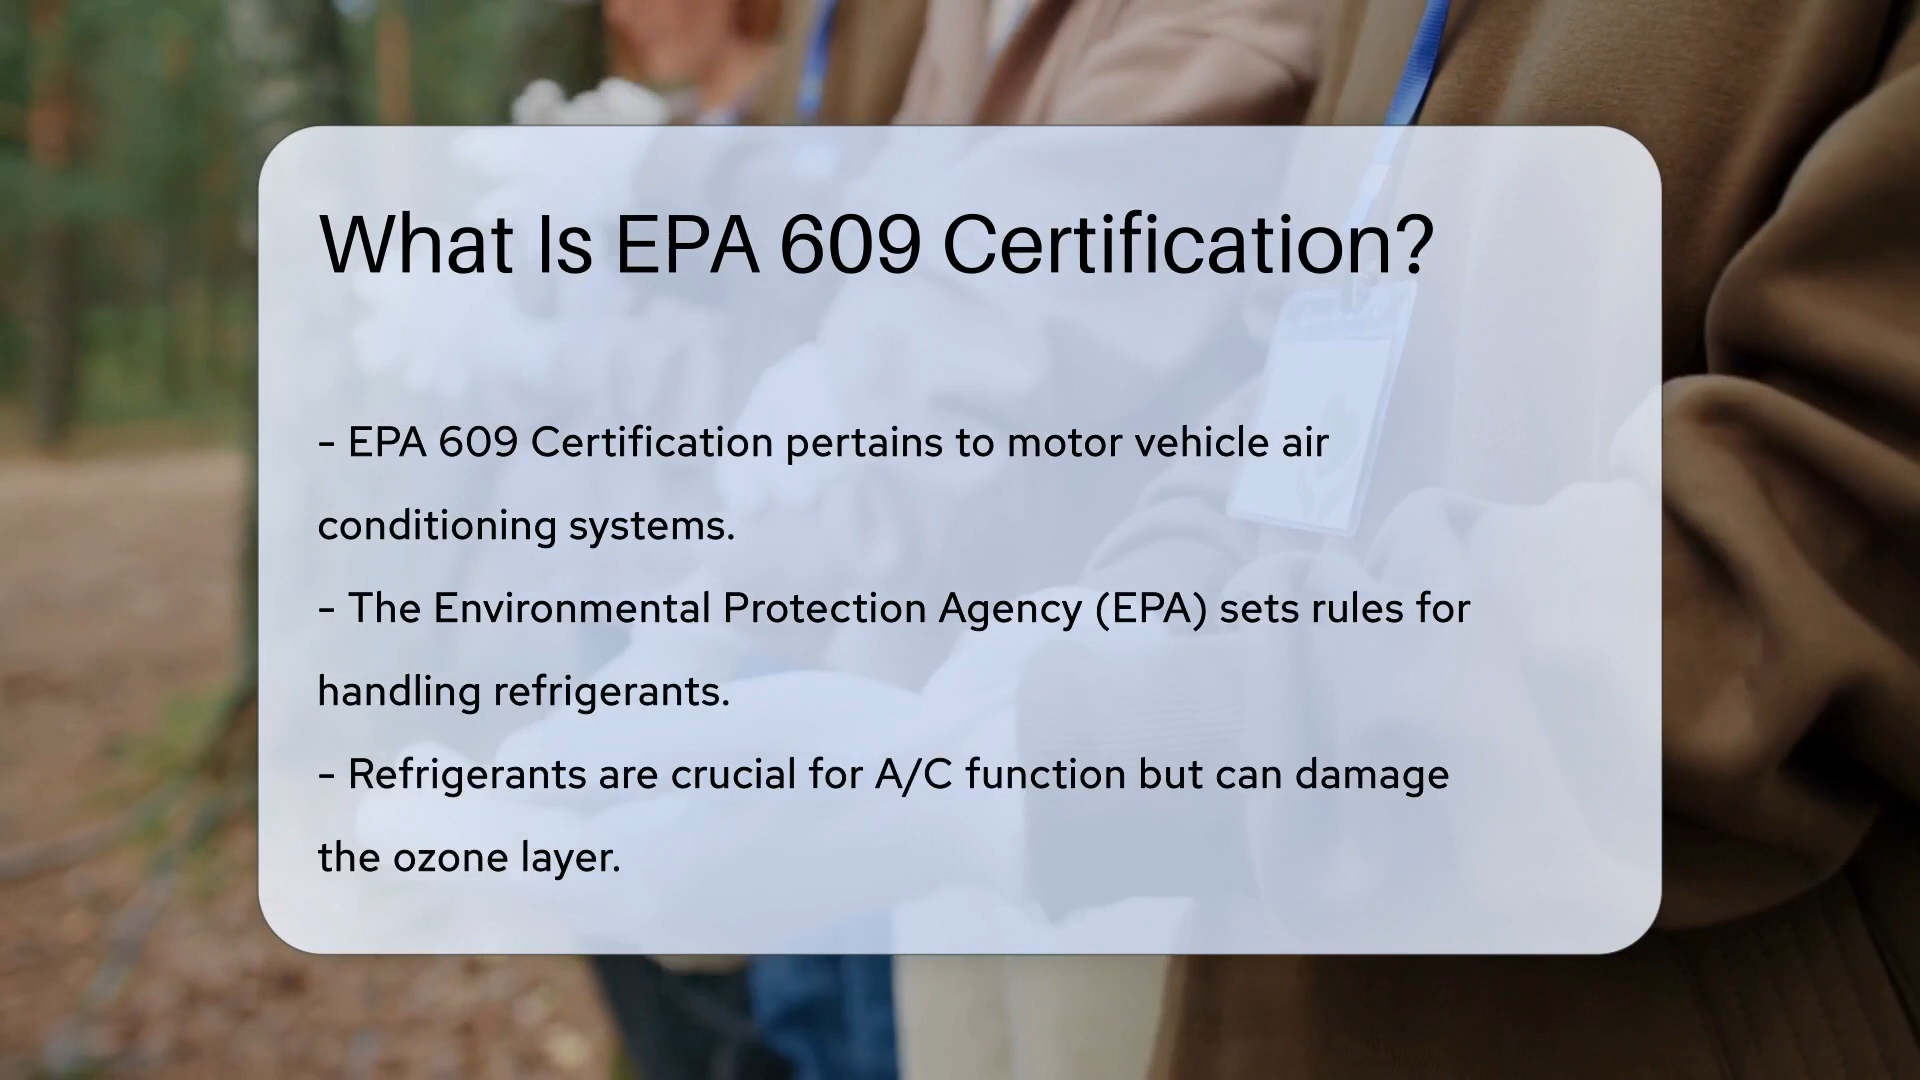 What Is EPA 609 Certification?
- EPA 609 Certification pertains to motor vehicle air
conditioning systems.
- The Environmental Protection Agency (EPA) sets rules for
handling refrigerants.
- Refrigerants are crucial for A/C function but can damage
the ozone layer.